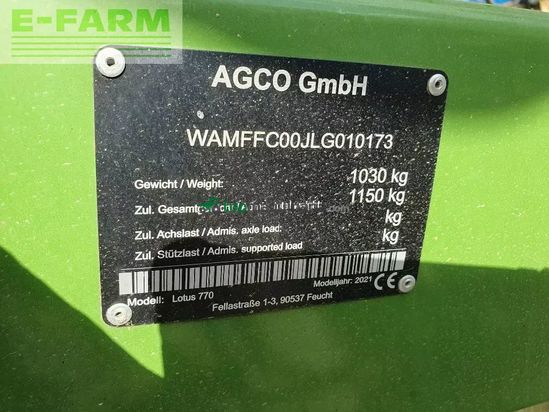 E-FARM
AGCO GmbH
WAMFFC00JLG010173
Gewicht / Weight: 1030 kg
Zul. 1150 kg
Zul. Achslast / Admis. axle load: kg
Zul. Stützlast / Admis. supported load kg
Modell: Lotus 770 Modelljahr: 2021 CE
Fellastraße 1-3, 90537 Feucht